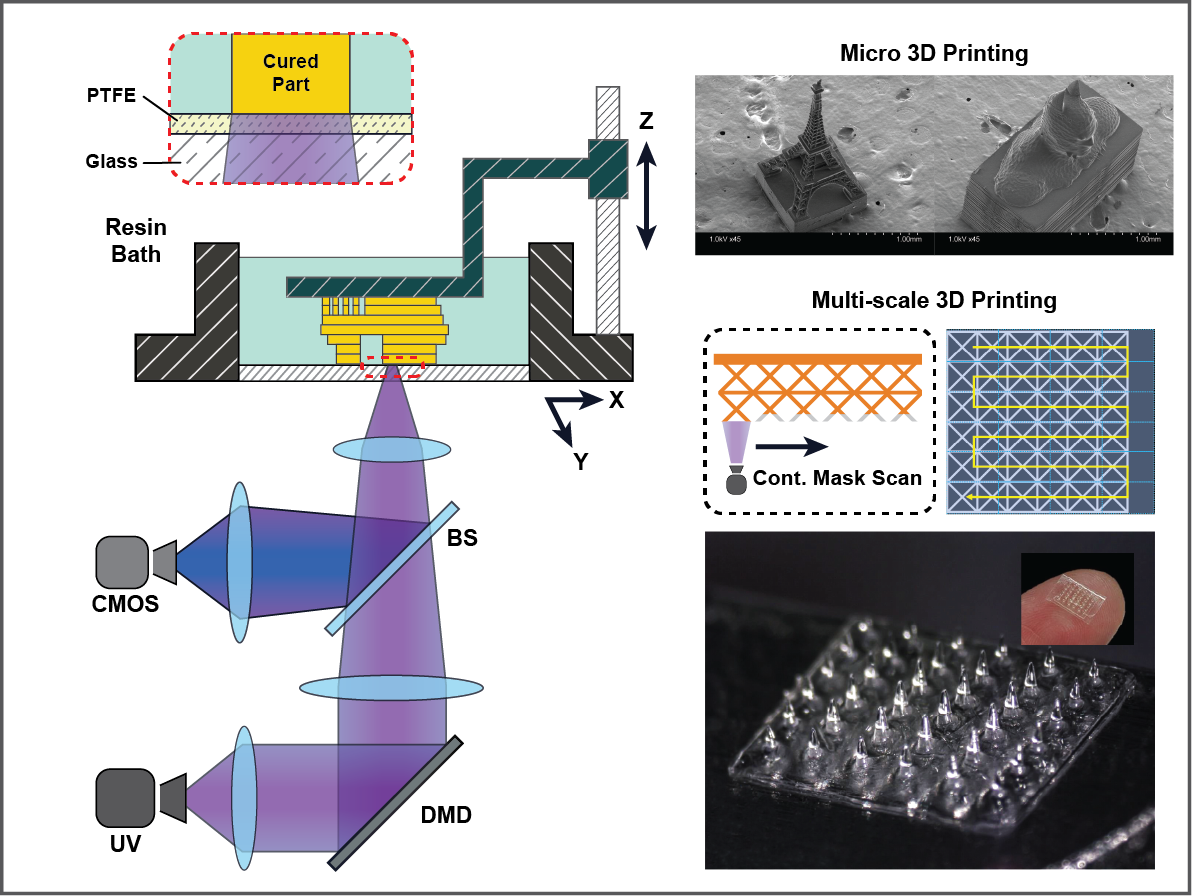 Cured
Part
PTFE
Glass
Resin
Bath
Z
X
Y
BS
CMOS
DMD
UV
Micro 3D Printing
1.0kV x45
1.00mm
1.0kV x45
1.00mm
Multi-scale 3D Printing
Cont. Mask Scan